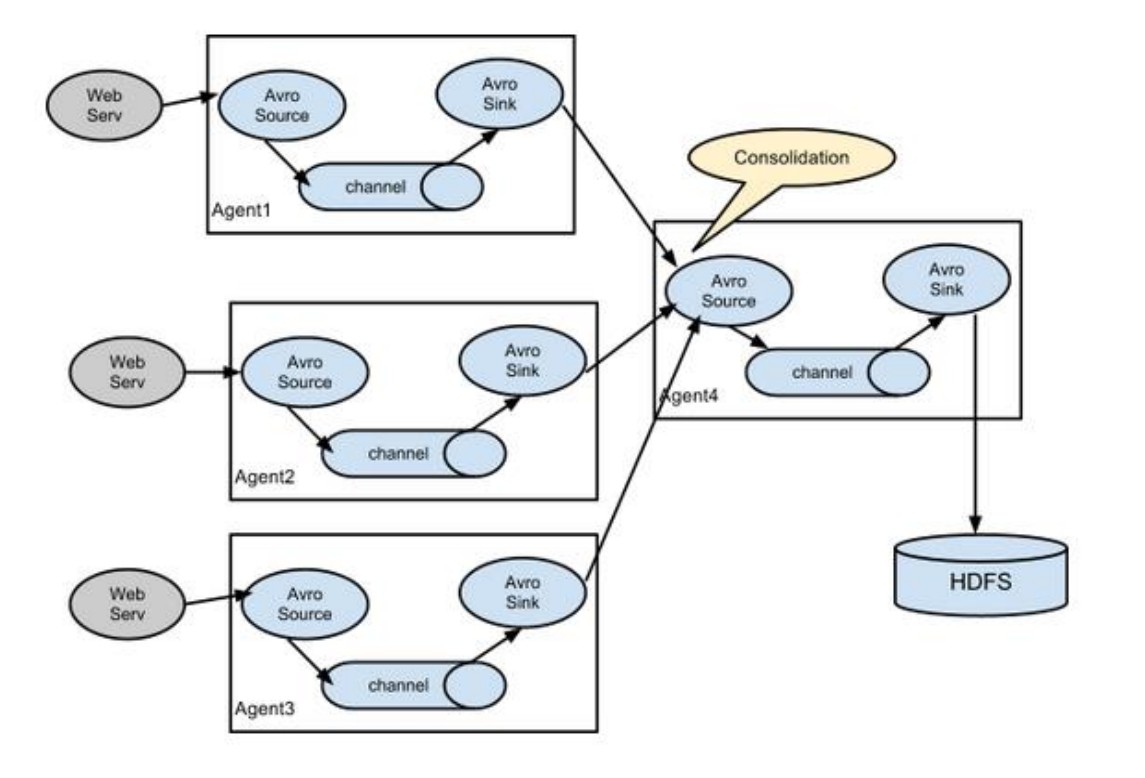 Web
Serv
Avro
Source
Avro
Sink
channel
Agent1
Consolidation
Avro
Source
Avro
Sink
channel
Agent4
Web
Serv
Avro
Source
Avro
Sink
channel
Agent2
Web
Serv
Avro
Source
Avro
Sink
channel
Agent3
HDFS